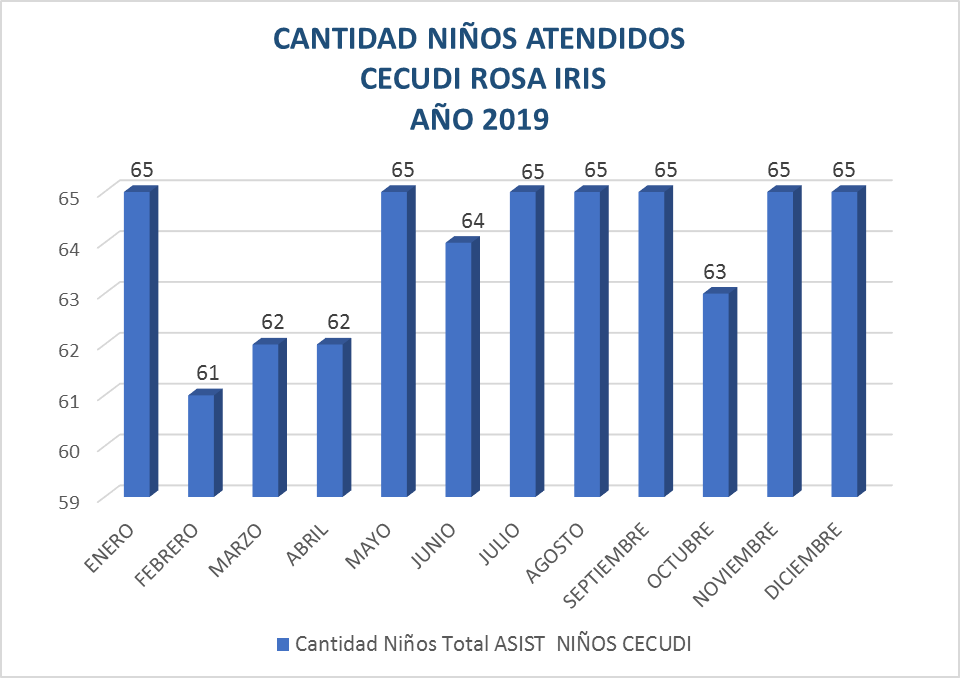 CANTIDAD NIÑOS ATENDIDOS
CECUDI ROSA IRIS
AÑO 2019
65
61
62
62
65
64
65
65
65
63
65
65
65
64
63
62
61
60
59
ENERO
FEBRERO
MARZO
ABRIL
MAYO
JUNIO
JULIO
AGOSTO
SEPTIEMBRE
OCTUBRE
NOVIEMBRE
DICIEMBRE
Cantidad Niños Total ASIST  NIÑOS CECUDI